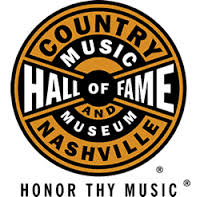 COUNTRY
MUSIC
HALL OF FAME
AND
MUSEUM
NASHVILLE
®
HONOR THY MUSIC ®